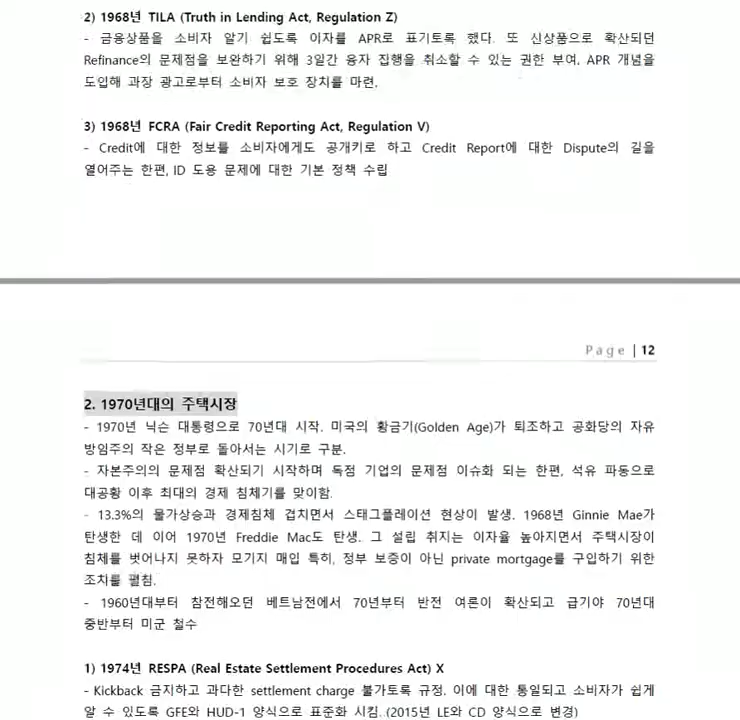 2) 1968년 TILA (Truth in Lending Act, Regulation Z)
- 금융상품을 소비자 알기 쉽도록 이자를 APR로 표기토록 했다. 또 신상품으로 확산되던
Refinance의 문제점을 보완하기 위해 3일간 융자 집행을 취소할 수 있는 권한 부여. APR 개념을
도입해 과장 광고로부터 소비자 보호 장치를 마련.
3) 1968년 FCRA (Fair Credit Reporting Act, Regulation V)
- Credit에 대한 정보를 소비자에게도 공개키로 하고 Credit Report에 대한 Dispute의 길을
열어주는 한편, ID 도용 문제에 대한 기본 정책 수립
Page | 12
2. 1970년대의 주택시장
- 1970년 닉슨 대통령으로 70년대 시작. 미국의 황금기(Golden Age)가 퇴조하고 공화당의 자유
방임주의 작은 정부로 돌아서는 시기로 구분.
- 자본주의의 문제점 확산되기 시작하며 독점 기업의 문제점 이슈화 되는 한편, 석유 파동으로
대공황 이후 최대의 경제 침체기를 맞이함.
- 13.3%의 물가상승과 경제침체 겹치면서 스태그플레이션 현상이 발생. 1968년 Ginnie Mae가
탄생한 데 이어 1970년 Freddie Mac도 탄생. 그 설립 취지는 이자율 높아지면서 주택시장이
침체를 벗어나지 못하자 모기지 매입 특히, 정부 보증이 아닌 private mortgage를 구입하기 위한
조차를 펼침.
- 1960년대부터 참전해오던 베트남전에서 70년부터 반전 여론이 확산되고 급기야 70년대
중반부터 미군 철수
1) 1974년 RESPA (Real Estate Settlement Procedures Act) X
- Kickback 금지하고 과다한 settlement charge 불가토록 규정. 이에 대한 통일되고 소비자가 쉽게
알 수 있도록 GFE와 HUD-1 양식으로 표준화 시킴. (2015년 LE와 CD 양식으로 변경)